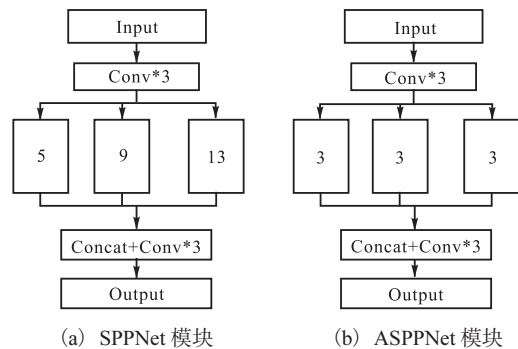 Input
Conv*3
5
9
13
Concat+Conv*3
Output
(a) SPPNet 模块
Input
Conv*3
3
3
3
Concat+Conv*3
Output
(b) ASPPNet 模块